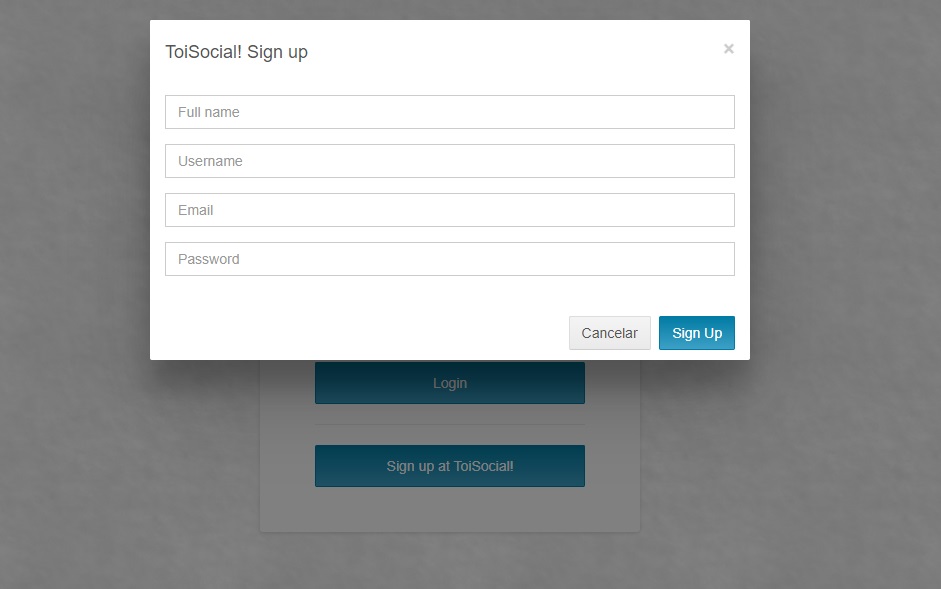 ToiSocial! Sign up
×
Full name
Username
Email
Password
Cancelar
Sign Up
Login
Sign up at ToiSocial!